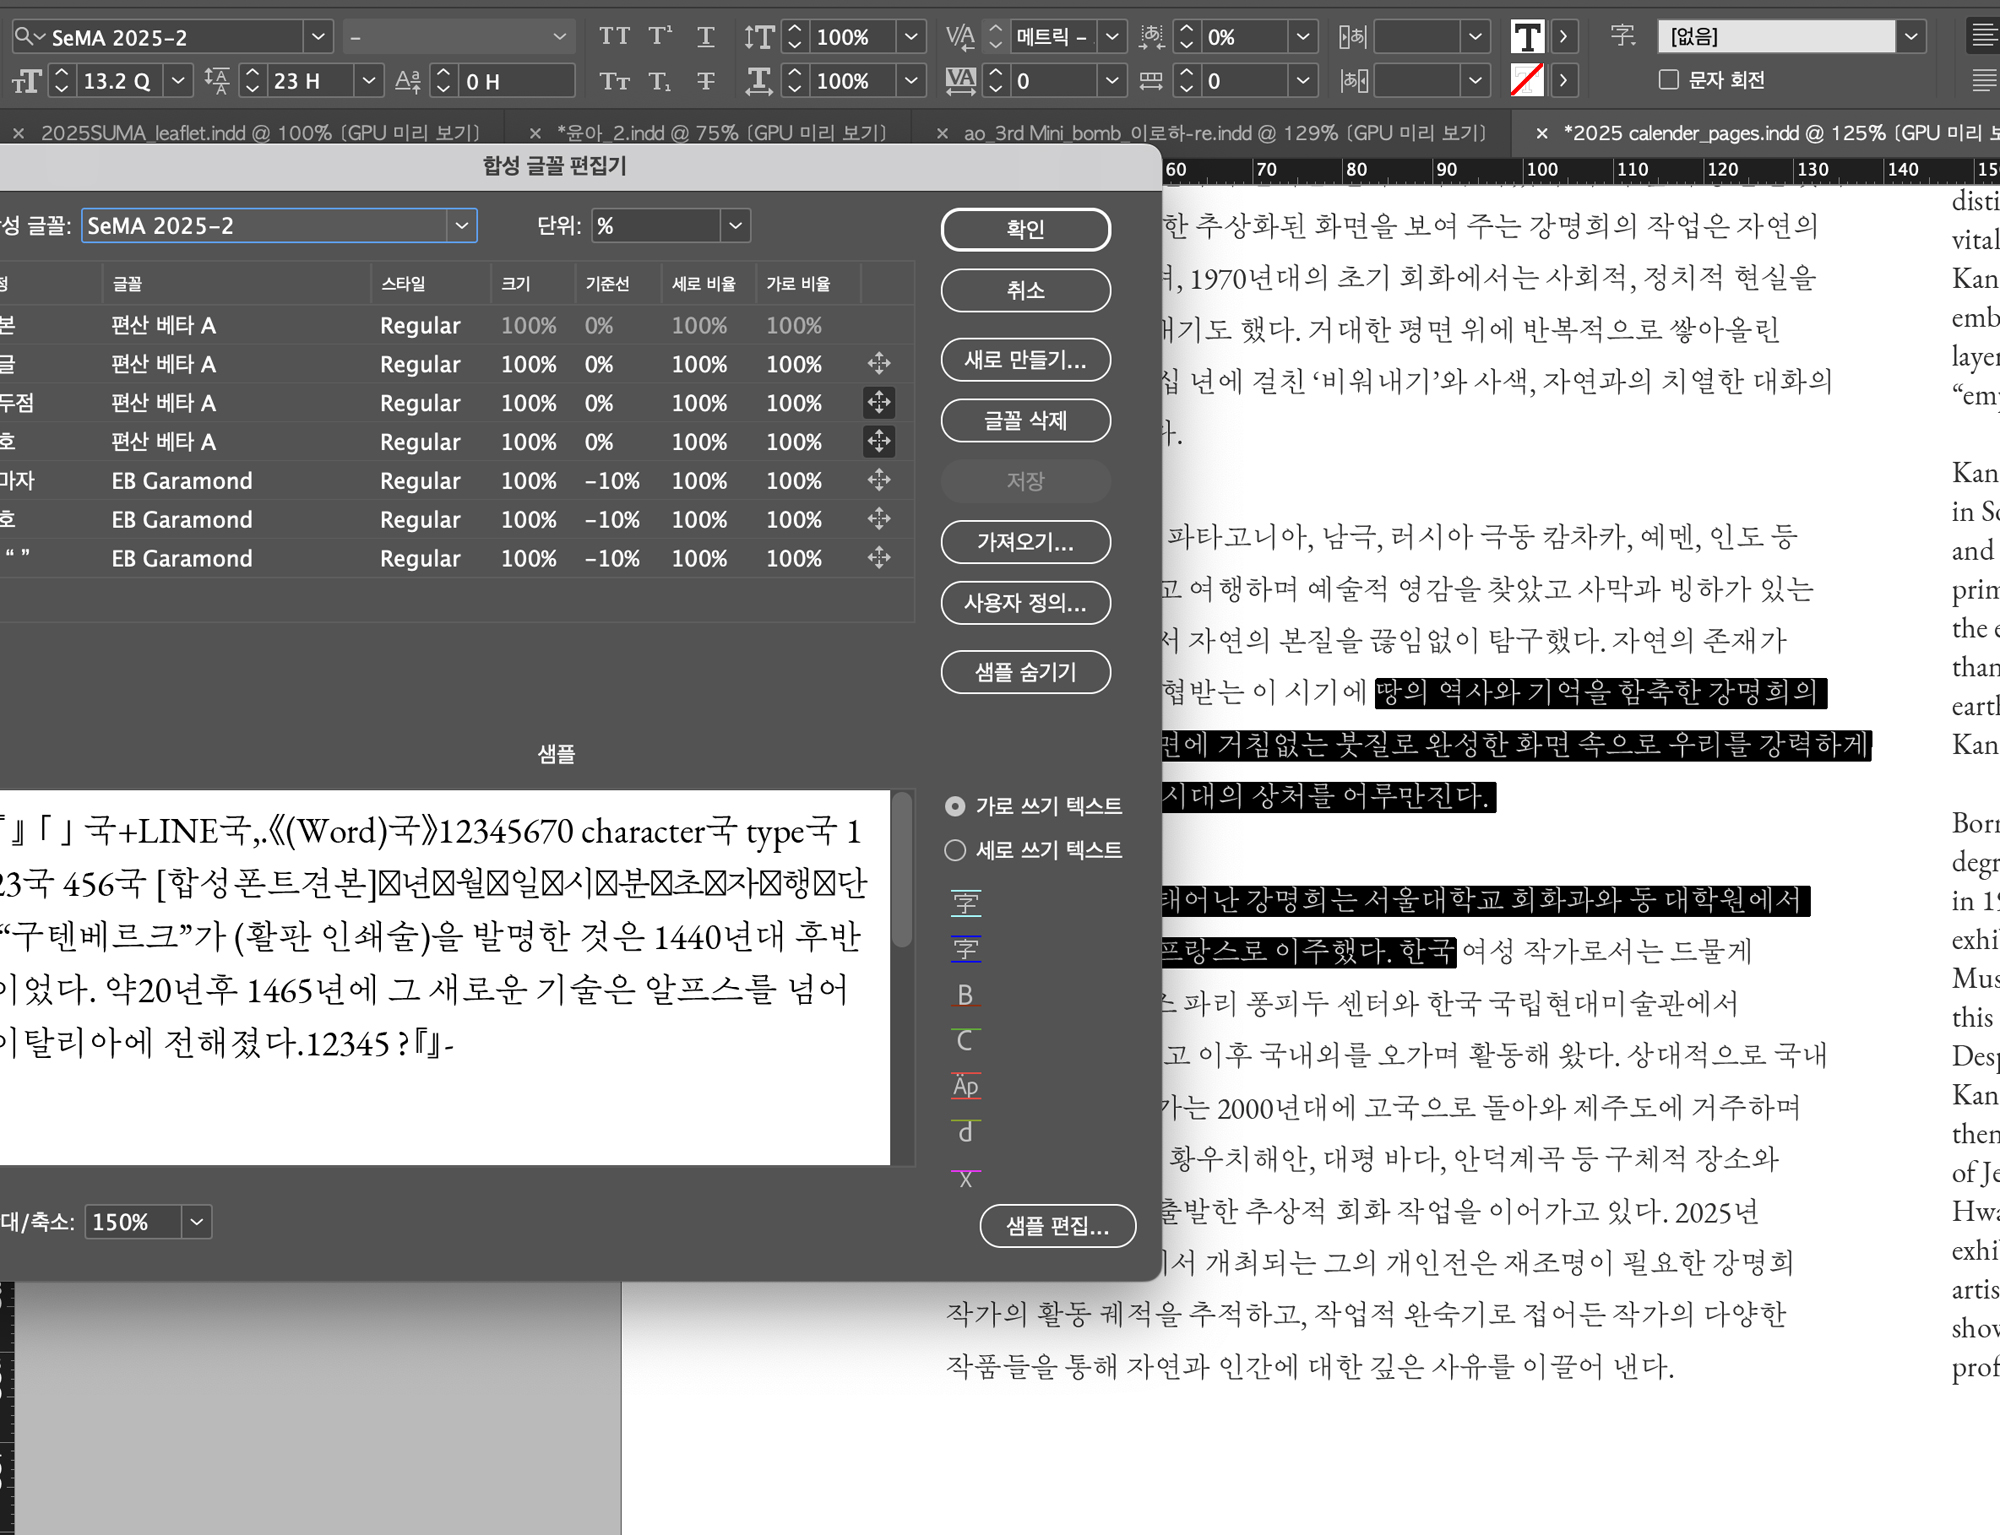 SeMA 2025-2
–
TT T¹ T
100%
메트릭 –
0%
[없음]
13.2 Q
23 H
0 H
100%
0
0
문자 회전
× 2025SUMA_leaflet.indd @ 100% [GPU 미리 보기]
× *윤아_2.indd @ 75% [GPU 미리 보기]
× ao_3rd Mini_bomb_이로하-re.indd @ 129% [GPU 미리 보기]
× *2025 calender_pages.indd @ 125% [GPU 미리 보
60 70 80 90 100 110 120 130 140 15
합성 글꼴 편집기
성 글꼴: SeMA 2025-2
단위: %
글꼴 스타일 크기 기준선 세로 비율 가로 비율
본 편산 베타 A Regular 100% 0% 100% 100%
글 편산 베타 A Regular 100% 0% 100% 100%
두점 편산 베타 A Regular 100% 0% 100% 100%
호 편산 베타 A Regular 100% 0% 100% 100%
마자 EB Garamond Regular 100% -10% 100% 100%
호 EB Garamond Regular 100% -10% 100% 100%
“ ” EB Garamond Regular 100% -10% 100% 100%
확인
취소
새로 만들기...
글꼴 삭제
저장
가져오기...
사용자 정의...
샘플 숨기기
샘플
『』「」국+LINE국,.《(Word)국》12345670 character국 type국 1
23국 456국 [합성폰트견본]☒년☒월☒일☒시☒분☒초☒자☒행☒단
“구텐베르크”가 (활판 인쇄술)을 발명한 것은 1440년대 후반
이었다. 약20년후 1465년에 그 새로운 기술은 알프스를 넘어
이탈리아에 전해졌다.12345 ?『』-
가로 쓰기 텍스트
세로 쓰기 텍스트
字
字
B
C
Äp
d
X
대/축소: 150%
샘플 편집...
한 추상화된 화면을 보여 주는 강명희의 작업은 자연의
, 1970년대의 초기 회화에서는 사회적, 정치적 현실을
내기도 했다. 거대한 평면 위에 반복적으로 쌓아올린
십 년에 걸친 ‘비워내기’와 사색, 자연과의 치열한 대화의
다.
파타고니아, 남극, 러시아 극동 캄차카, 예멘, 인도 등
고 여행하며 예술적 영감을 찾았고 사막과 빙하가 있는
서 자연의 본질을 끊임없이 탐구했다. 자연의 존재가
협받는 이 시기에 땅의 역사와 기억을 함축한 강명희의
면에 거침없는 붓질로 완성한 화면 속으로 우리를 강력하게
시대의 상처를 어루만진다.
태어난 강명희는 서울대학교 회화과와 동 대학원에서
프랑스로 이주했다. 한국 여성 작가로서는 드물게
스 파리 퐁피두 센터와 한국 국립현대미술관에서
고 이후 국내외를 오가며 활동해 왔다. 상대적으로 국내
가는 2000년대에 고국으로 돌아와 제주도에 거주하며
황우치해안, 대평 바다, 안덕계곡 등 구체적 장소와
출발한 추상적 회화 작업을 이어가고 있다. 2025년
에서 개최되는 그의 개인전은 재조명이 필요한 강명희
작가의 활동 궤적을 추적하고, 작업적 완숙기로 접어든 작가의 다양한
작품들을 통해 자연과 인간에 대한 깊은 사유를 이끌어 낸다.
disti
vital
Kan
emb
layer
“emp
Kan
in So
and
prim
the e
than
earth
Kan
Born
degr
in 19
exhi
Mus
this
Desp
Kan
then
of Je
Hwa
exhi
artis
show
prof